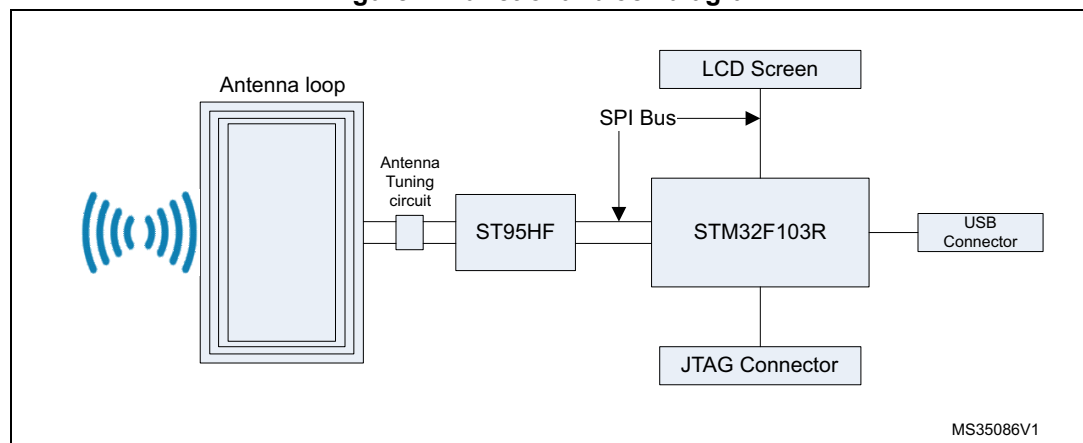 LCD Screen
Antenna loop
SPI Bus
Antenna
Tuning
circuit
ST95HF
STM32F103R
USB
Connector
JTAG Connector
MS35086V1